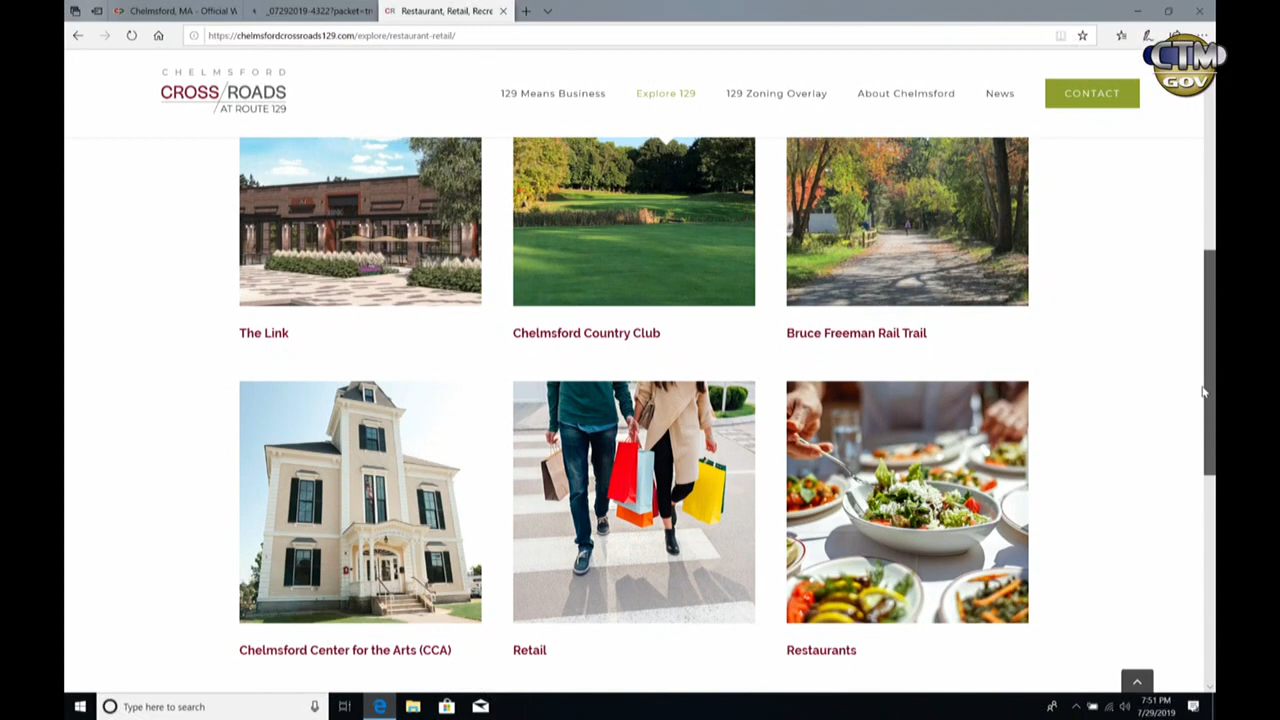 Chelmsford, MA - Official W
_07292019-4322?packet=tr
CR Restaurant, Retail, Recre
https://chelmsfordcrossroads129.com/explore/restaurant-retail/
CTM
GOV
CHELMSFORD
CROSS/ROADS
AT ROUTE 129
129 Means Business
Explore 129
129 Zoning Overlay
About Chelmsford
News
CONTACT
The Link
Chelmsford Country Club
Bruce Freeman Rail Trail
Chelmsford Center for the Arts (CCA)
Retail
Restaurants
Type here to search
7:51 PM
7/29/2019